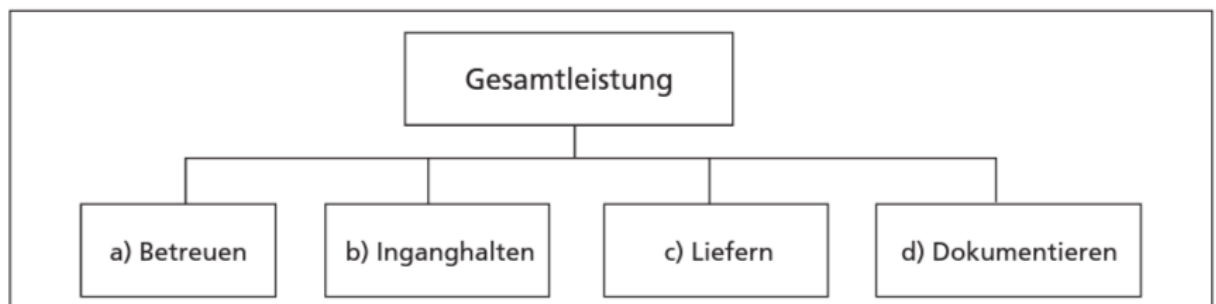 Gesamtleistung
a) Betreuen
b) Inganghalten
c) Liefern
d) Dokumentieren